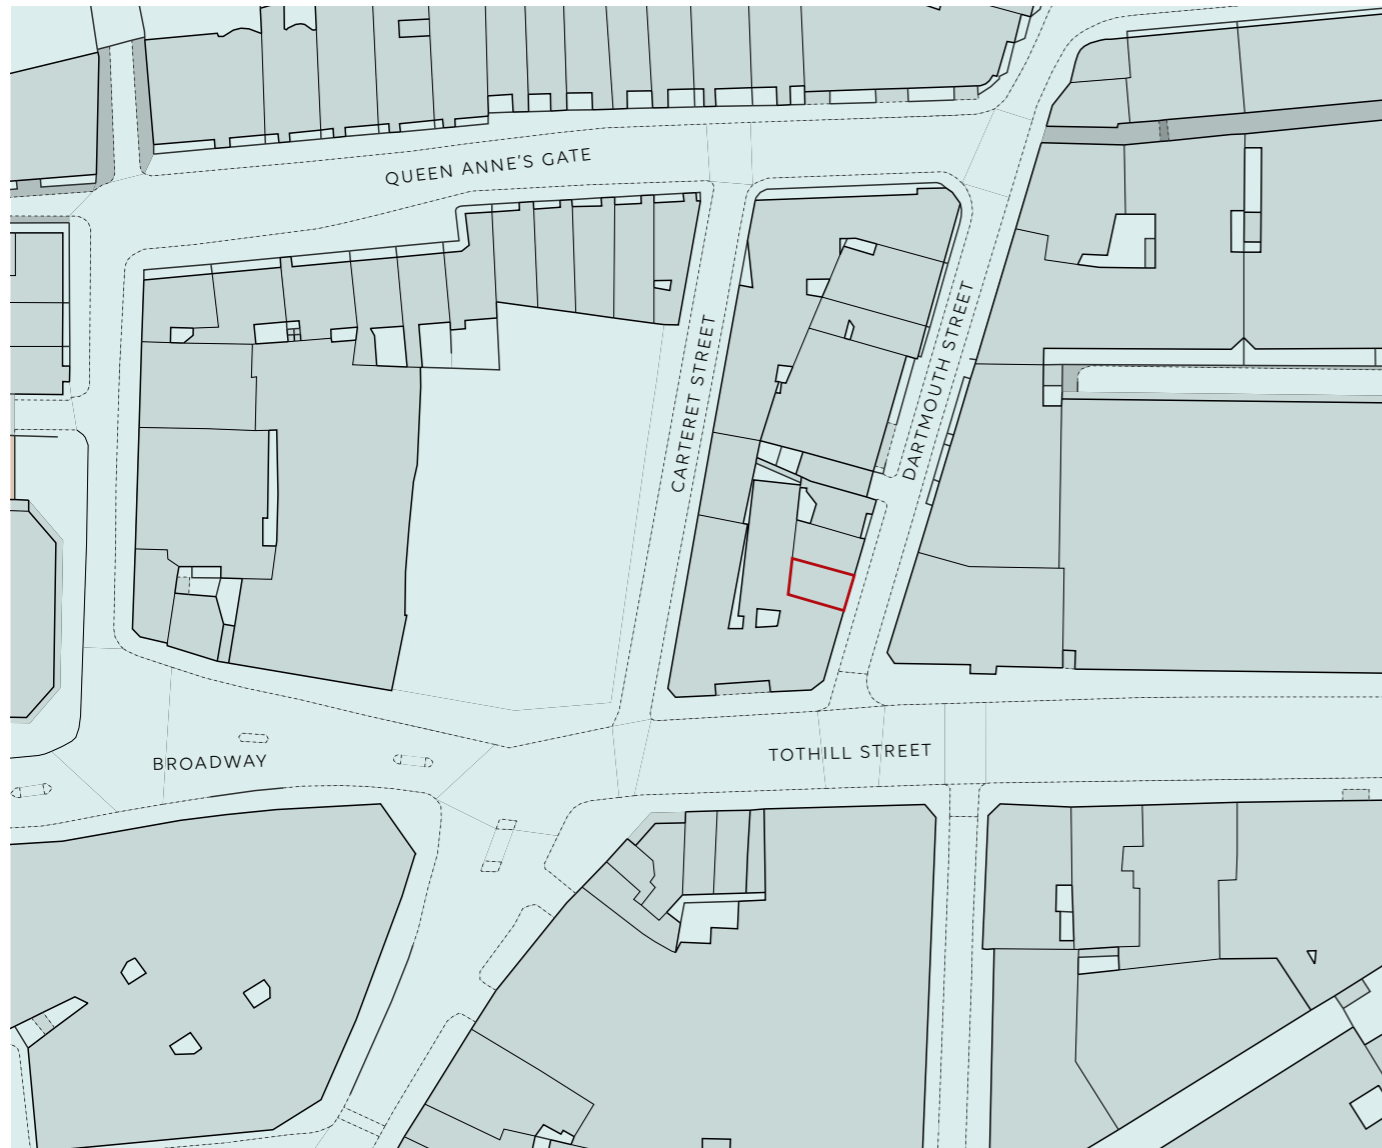 QUEEN ANNE'S GATE
CARTERET STREET
DARTMOUTH STREET
BROADWAY
TOTHILL STREET